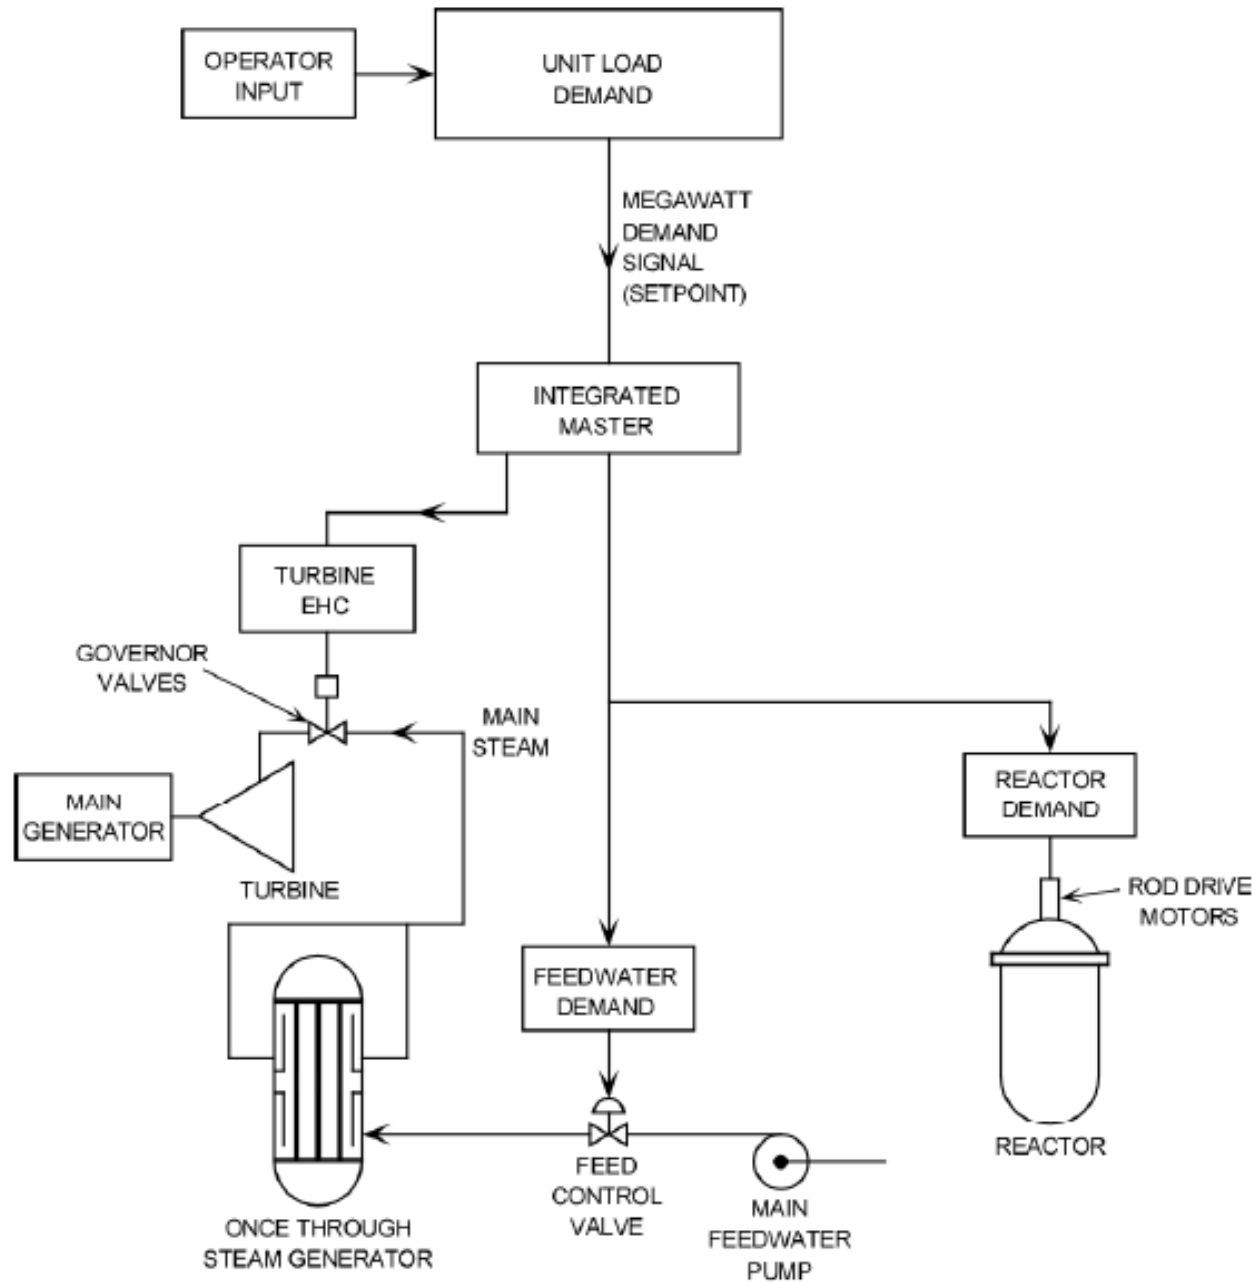 OPERATOR
INPUT
UNIT LOAD
DEMAND
MEGAWATT
DEMAND
SIGNAL
(SETPOINT)
INTEGRATED
MASTER
TURBINE
EHC
GOVERNOR
VALVES
MAIN
STEAM
MAIN
GENERATOR
TURBINE
REACTOR
DEMAND
ROD DRIVE
MOTORS
FEEDWATER
DEMAND
REACTOR
FEED
CONTROL
VALVE
MAIN
FEEDWATER
PUMP
ONCE THROUGH
STEAM GENERATOR